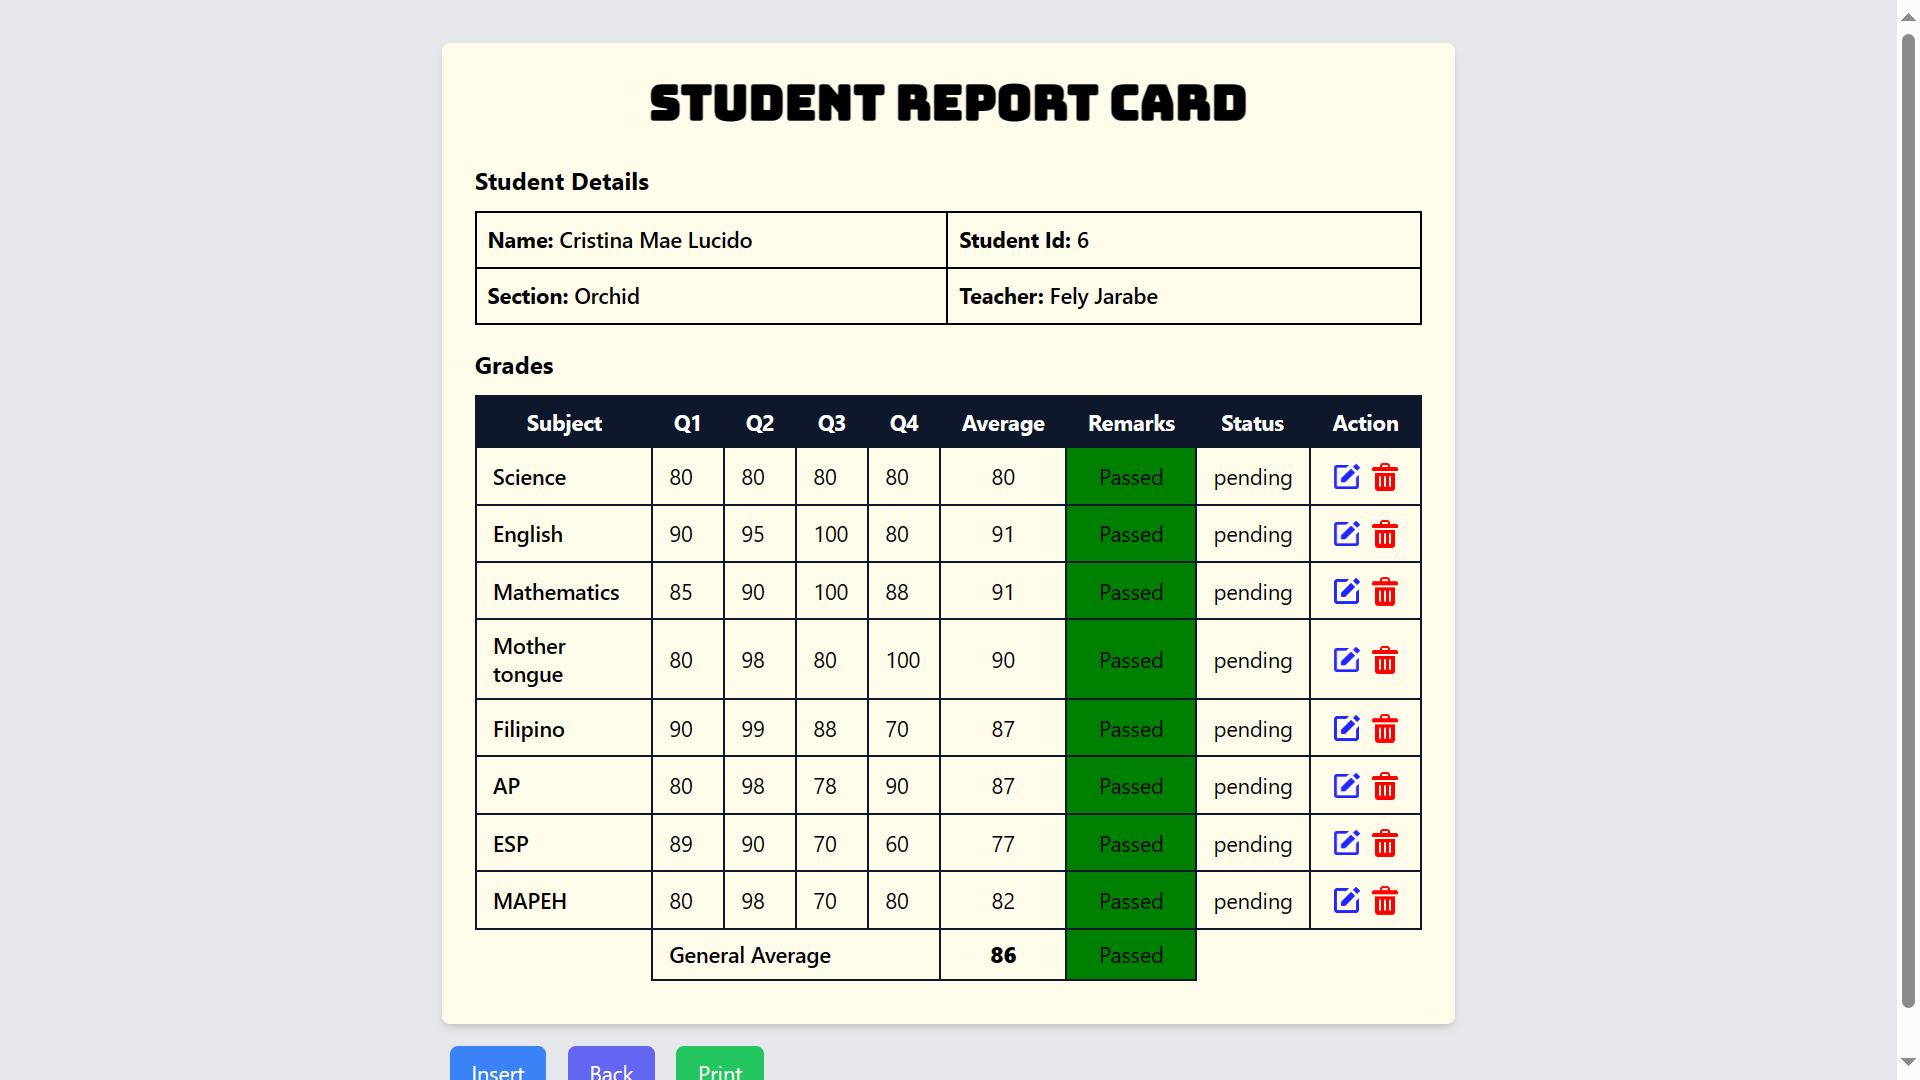 STUDENT REPORT CARD
Student Details
Name: Cristina Mae Lucido Student Id: 6
Section: Orchid Teacher: Fely Jarabe
Grades
Subject Q1 Q2 Q3 Q4 Average Remarks Status Action
Science 80 80 80 80 80 Passed pending
English 90 95 100 80 91 Passed pending
Mathematics 85 90 100 88 91 Passed pending
Mother tongue 80 98 80 100 90 Passed pending
Filipino 90 99 88 70 87 Passed pending
AP 80 98 78 90 87 Passed pending
ESP 89 90 70 60 77 Passed pending
MAPEH 80 98 70 80 82 Passed pending
General Average 86 Passed
Insert Back Print